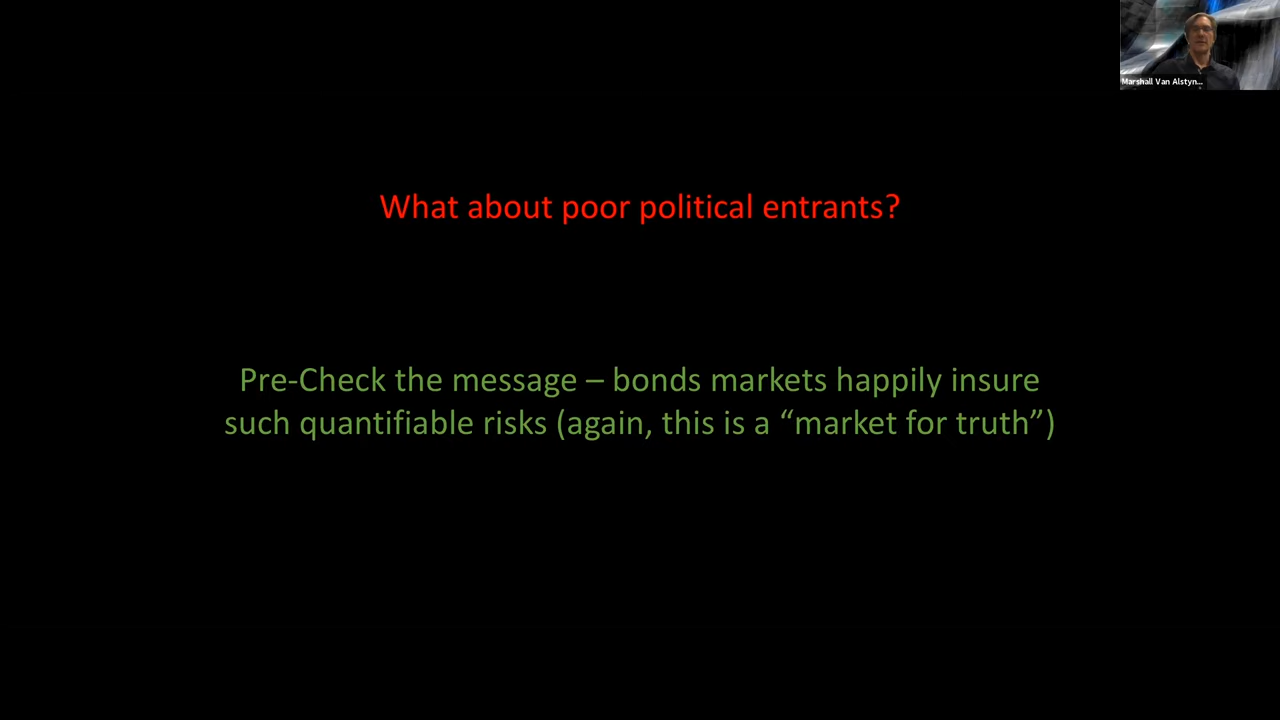 Marshall Van Alstyn...
What about poor political entrants?
Pre-Check the message – bonds markets happily insure
such quantifiable risks (again, this is a “market for truth”)